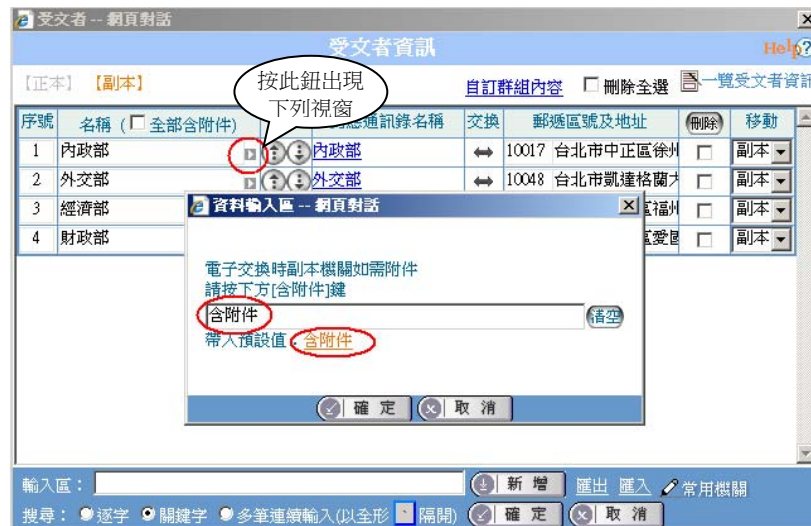 受文者 -- 網頁對話
受文者資訊
Help?
【正本】 【副本】
按此鈕出現
下列視窗
自訂群組內容 刪除全選 一覽受文者資訊
序號 名稱 ( 全部含附件) 通訊錄名稱 交換 郵遞區號及地址 刪除 移動
1 內政部 內政部 10017 台北市中正區徐州 副本
2 外交部 外交部 10048 台北市凱達格蘭大 副本
3 經濟部 區福州 副本
4 財政部 區愛國 副本
資料輸入區 -- 網頁對話
電子交換時副本機關如需附件
請按下方[含附件]鍵
含附件 清空
帶入預設值: 含附件
確 定 取 消
輸入區: 新 增 匯出 匯入 常用機關
搜尋: 逐字 關鍵字 多筆連續輸入(以全形 、 隔開) 確 定 取 消